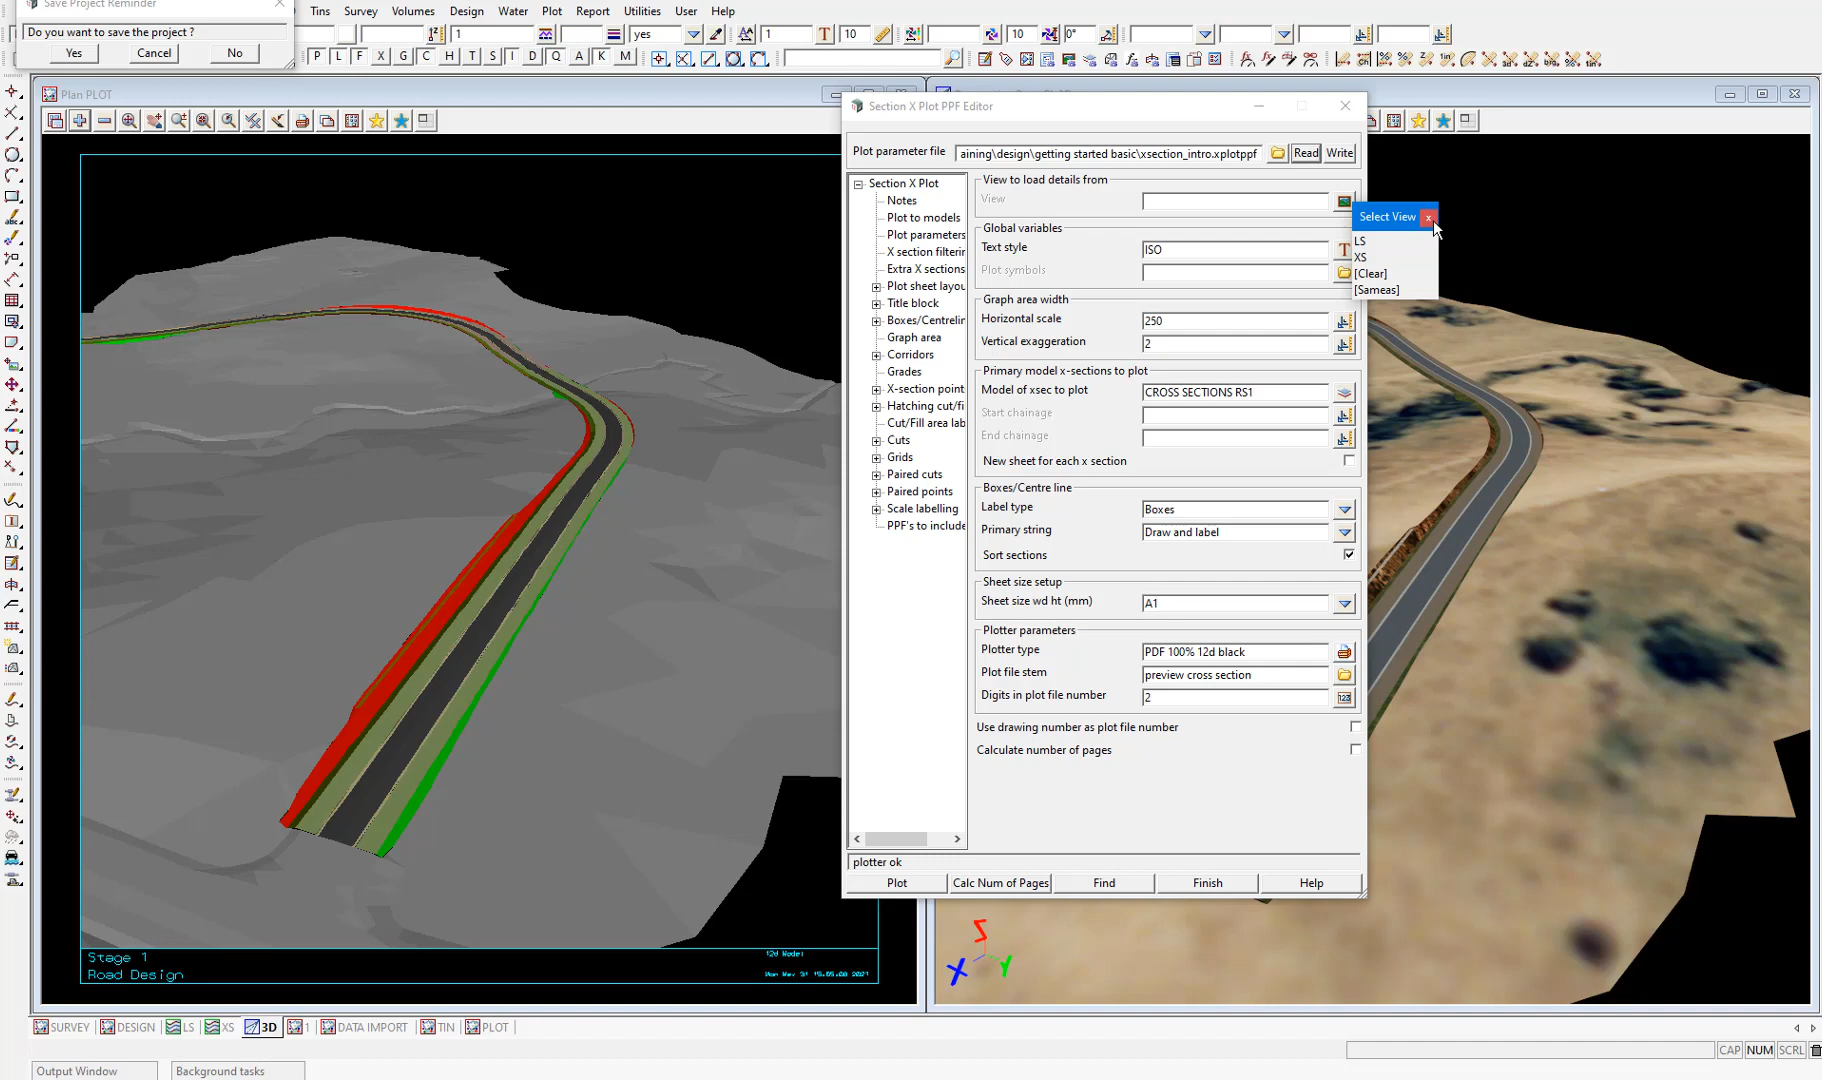 Save Project Reminder
Do you want to save the project ?
Yes Cancel No
Tins Survey Volumes Design Water Plot Report Utilities User Help
1 yes 1 T 10 10 0°
P L F X G C H T S I D Q A K M
Plan PLOT
Section X Plot PPF Editor
Plot parameter file aining\design\getting started basic\xsection_intro.xplotppf Read Write
Section X Plot
Notes
Plot to models
Plot parameters
X section filterin
Extra X sections
Plot sheet layou
Title block
Boxes/Centrelin
Graph area
Corridors
Grades
X-section point
Hatching cut/fi
Cut/Fill area lab
Cuts
Grids
Paired cuts
Paired points
Scale labelling
PPF's to include
View to load details from
View
Global variables
Text style ISO T
Plot symbols
Graph area width
Horizontal scale 250
Vertical exaggeration 2
Primary model x-sections to plot
Model of xsec to plot CROSS SECTIONS RS1
Start chainage
End chainage
New sheet for each x section
Boxes/Centre line
Label type Boxes
Primary string Draw and label
Sort sections
Sheet size setup
Sheet size wd ht (mm) A1
Plotter parameters
Plotter type PDF 100% 12d black
Plot file stem preview cross section
Digits in plot file number 2
Use drawing number as plot file number
Calculate number of pages
plotter ok
Plot Calc Num of Pages Find Finish Help
Select View x
LS
XS
[Clear]
[Sameas]
Stage 1
Road Design
12d Model
Z
X Y
SURVEY DESIGN LS XS 3D 1 DATA IMPORT TIN PLOT
CAP NUM SCRL
Output Window Background tasks